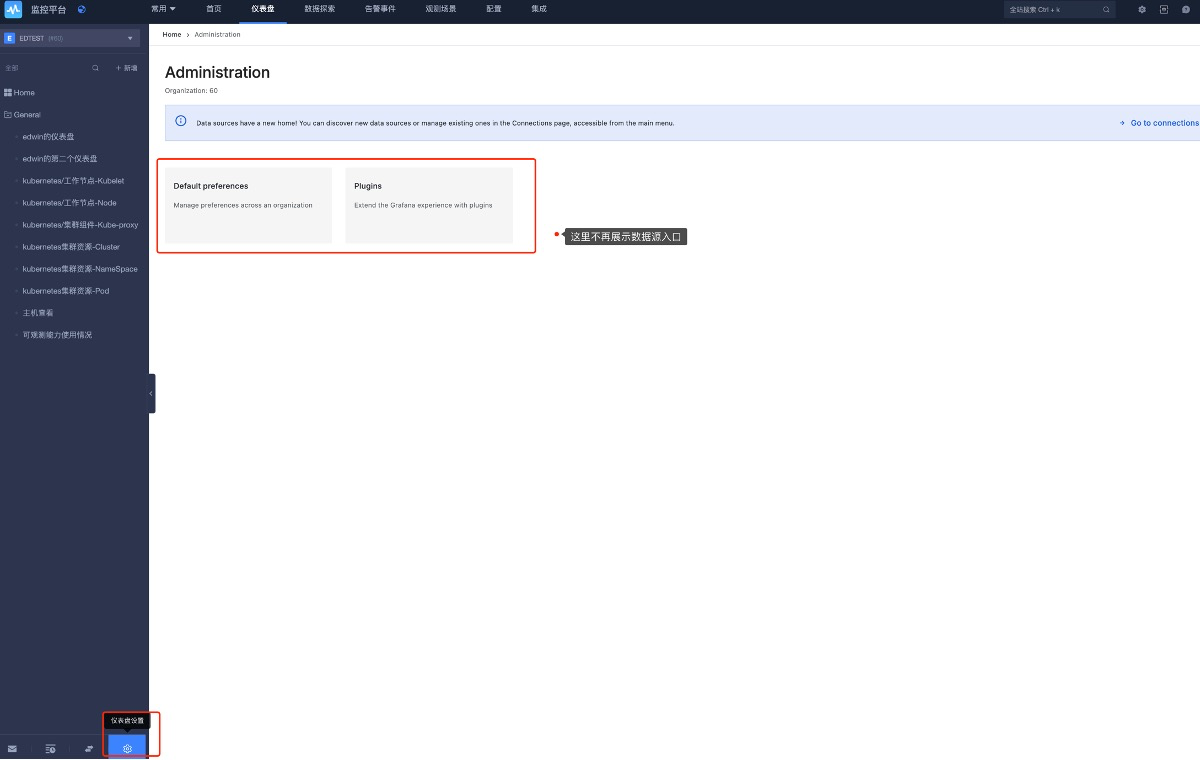 监控平台
常用
首页
仪表盘
数据探索
告警事件
观测场景
配置
集成
全站搜索 Ctrl + k
E EDTEST
全部
+ 新增
Home
General
edwin的仪表盘
edwin的第二个仪表盘
kubernetes/工作节点-Kubelet
kubernetes/工作节点-Node
kubernetes/集群组件-Kube-proxy
kubernetes集群资源-Cluster
kubernetes集群资源-NameSpace
kubernetes集群资源-Pod
主机查看
可观测能力使用情况
仪表盘设置
Home › Administration
Administration
Organization: 60
Data sources have a new home! You can discover new data sources or manage existing ones in the Connections page, accessible from the main menu.
Go to connections
Default preferences
Manage preferences across an organization
Plugins
Extend the Grafana experience with plugins
这里不再展示数据源入口